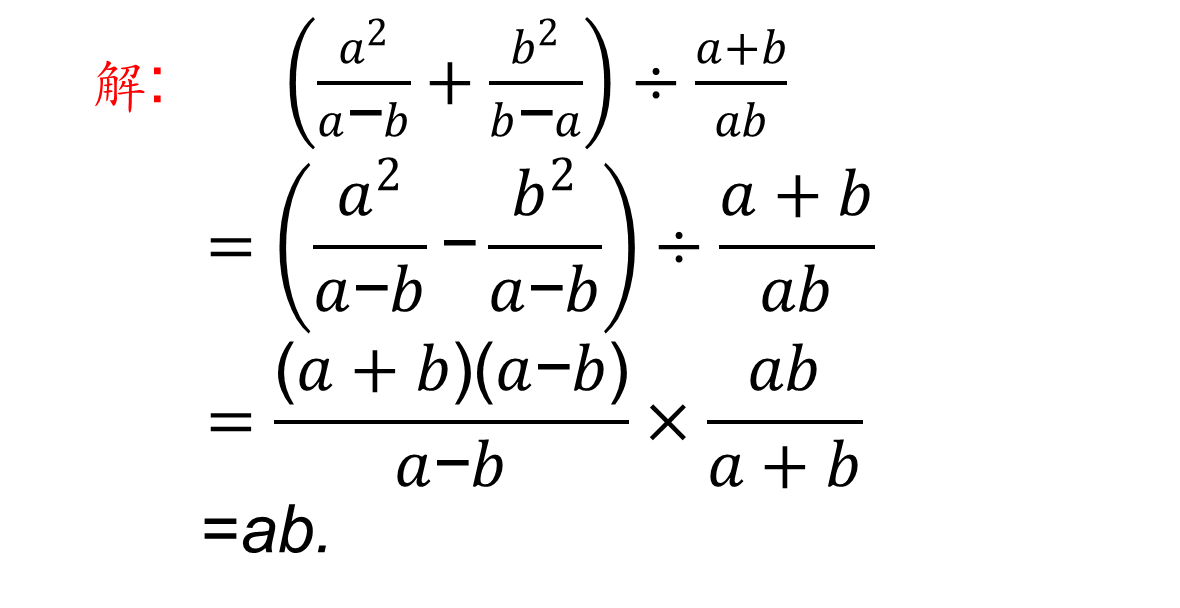 解: (a²/(a−b) + b²/(b−a)) ÷ (a+b)/(ab)
= (a²/(a−b) − b²/(a−b)) ÷ (a + b)/(ab)
= ((a + b)(a−b))/(a−b) × (ab)/(a + b)
=ab.